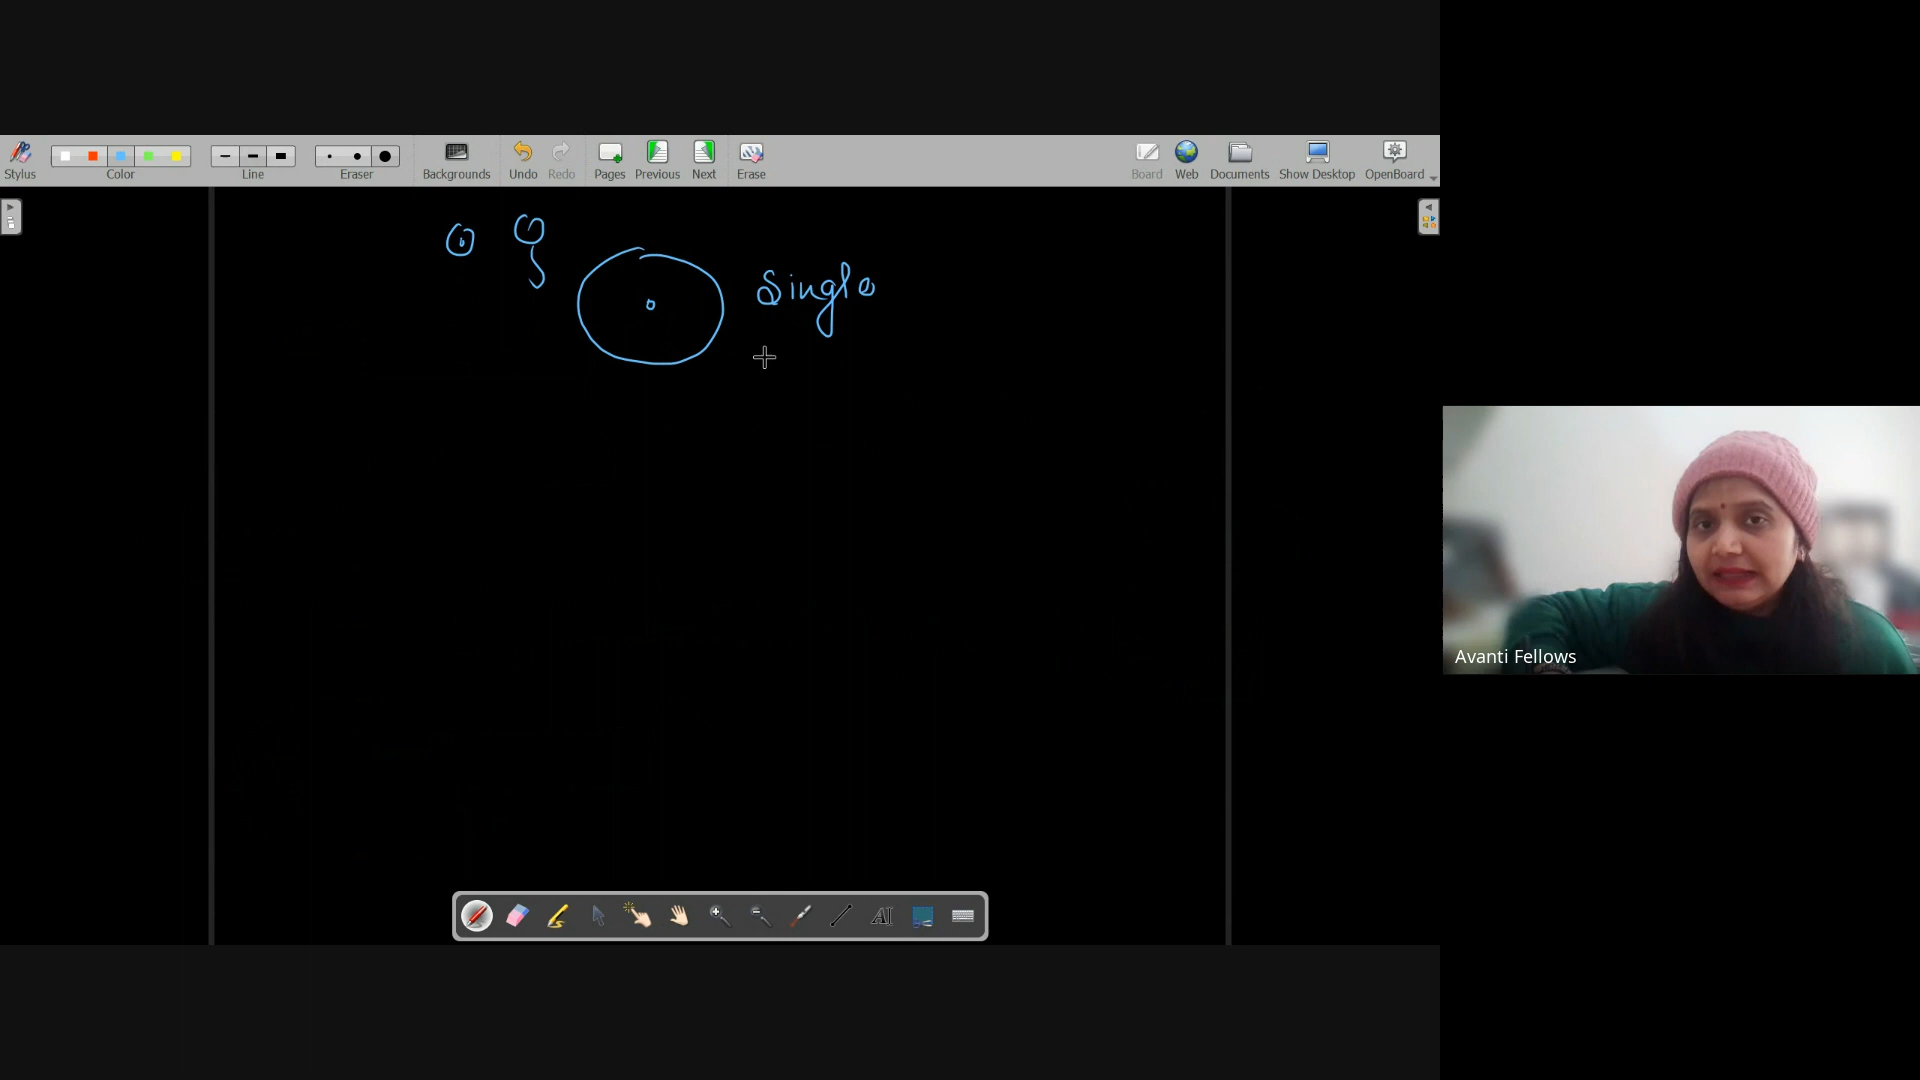 Stylus Color Line Eraser Backgrounds Undo Redo Pages Previous Next Erase Board Web Documents Show Desktop OpenBoard
Single
AI
Avanti Fellows